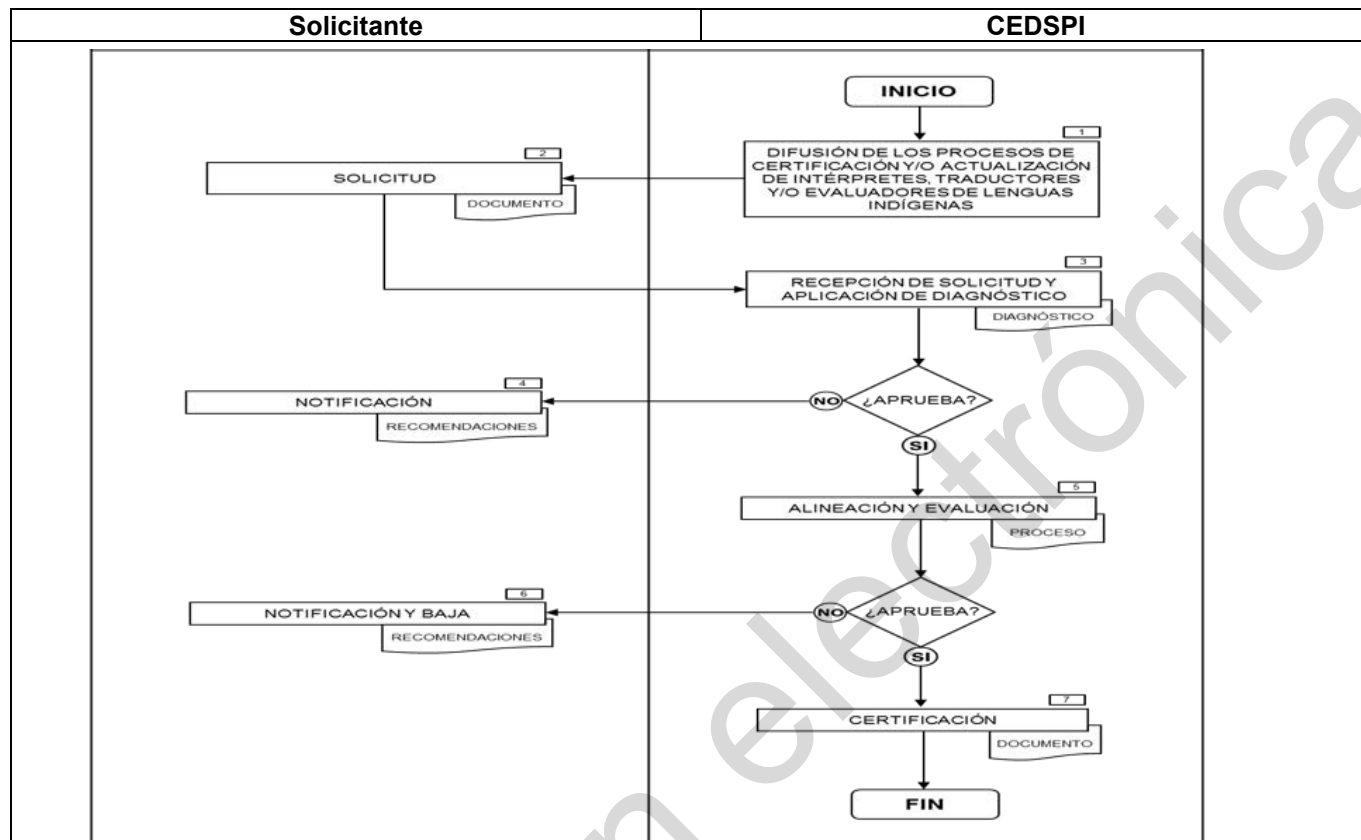 Solicitante
CEDSPI
INICIO
1
DIFUSIÓN DE LOS PROCESOS DE
CERTIFICACIÓN Y/O ACTUALIZACIÓN
DE INTÉRPRETES, TRADUCTORES
Y/O EVALUADORES DE LENGUAS
INDÍGENAS
2
SOLICITUD
DOCUMENTO
3
RECEPCIÓN DE SOLICITUD Y
APLICACIÓN DE DIAGNÓSTICO
DIAGNÓSTICO
¿APRUEBA?
NO
SI
4
NOTIFICACIÓN
RECOMENDACIONES
5
ALINEACIÓN Y EVALUACIÓN
PROCESO
¿APRUEBA?
NO
SI
6
NOTIFICACIÓN Y BAJA
RECOMENDACIONES
7
CERTIFICACIÓN
DOCUMENTO
FIN
n electrónica